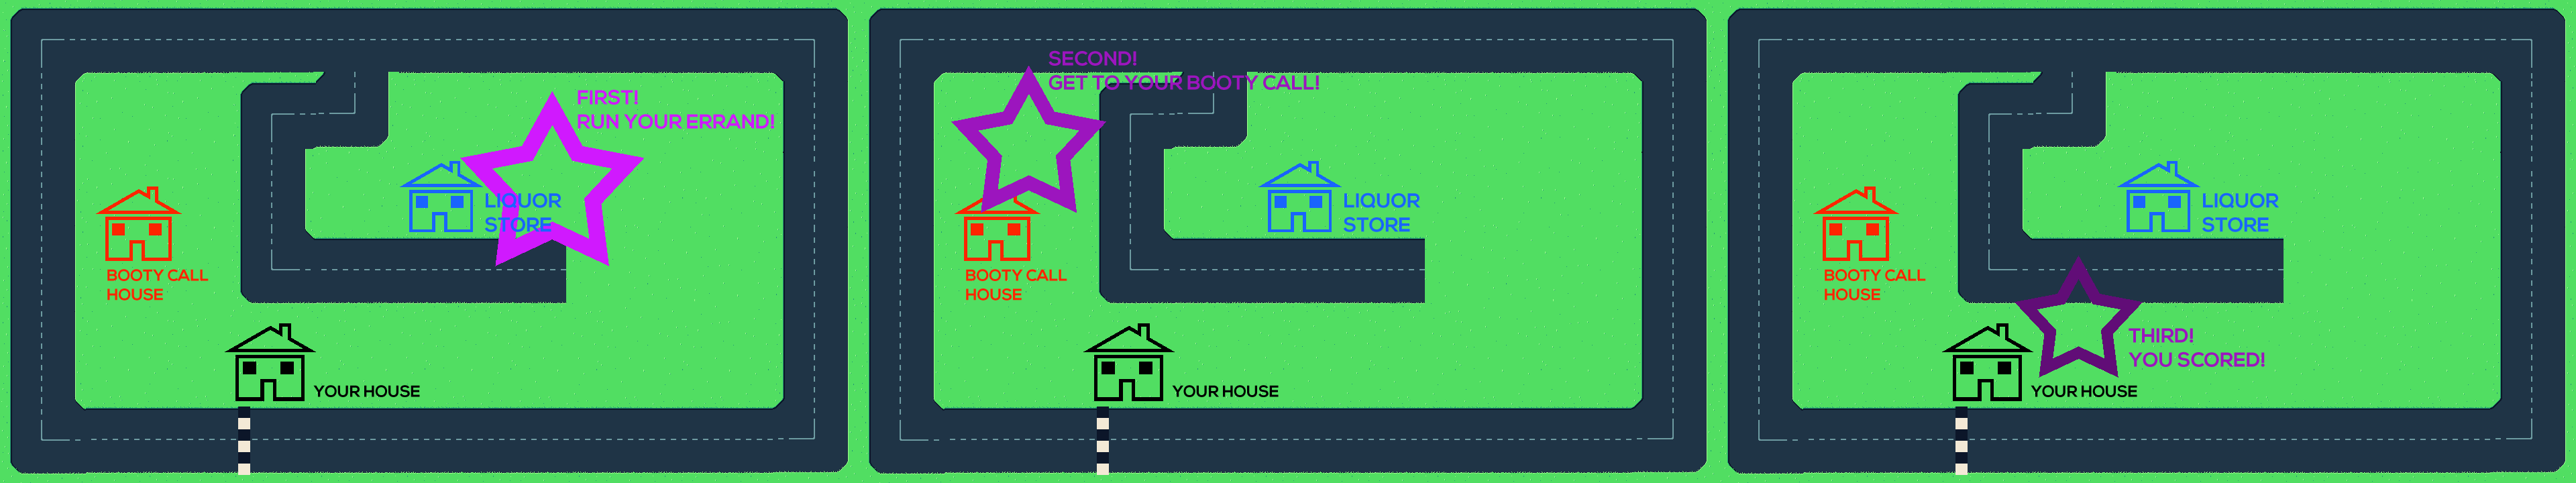 FIRST!
RUN YOUR ERRAND!
LIQUOR
STORE
BOOTY CALL
HOUSE
YOUR HOUSE
SECOND!
GET TO YOUR BOOTY CALL!
LIQUOR
STORE
BOOTY CALL
HOUSE
YOUR HOUSE
LIQUOR
STORE
BOOTY CALL
HOUSE
THIRD!
YOU SCORED!
YOUR HOUSE